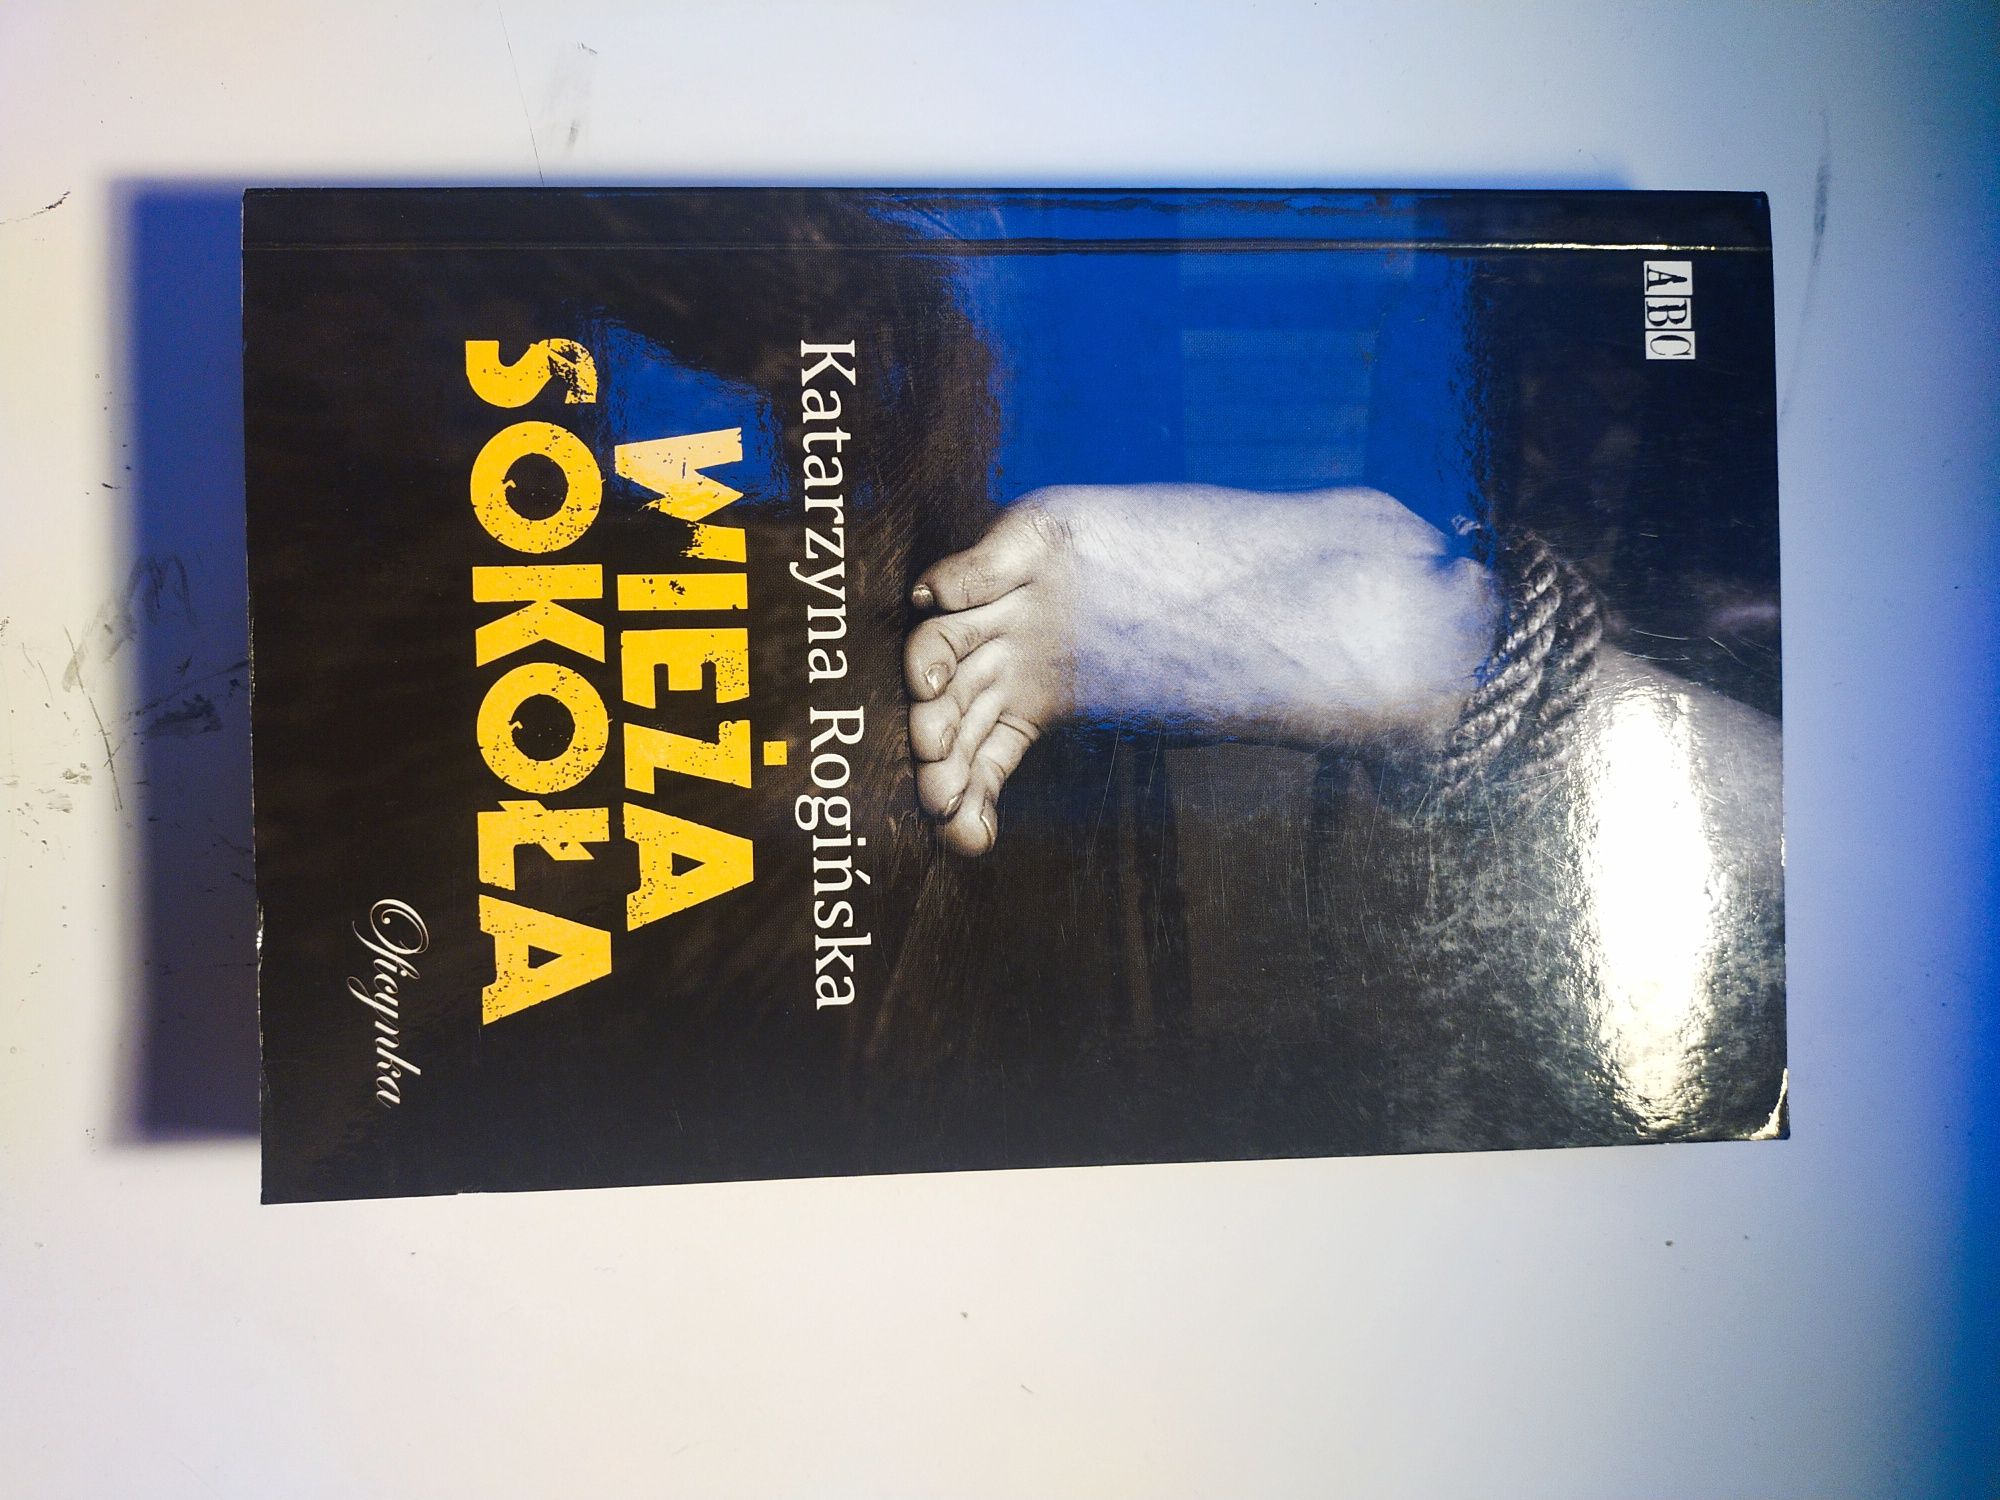 ABC
Katarzyna Rogińska
WIEŻA
SOKOŁA
Oficynka